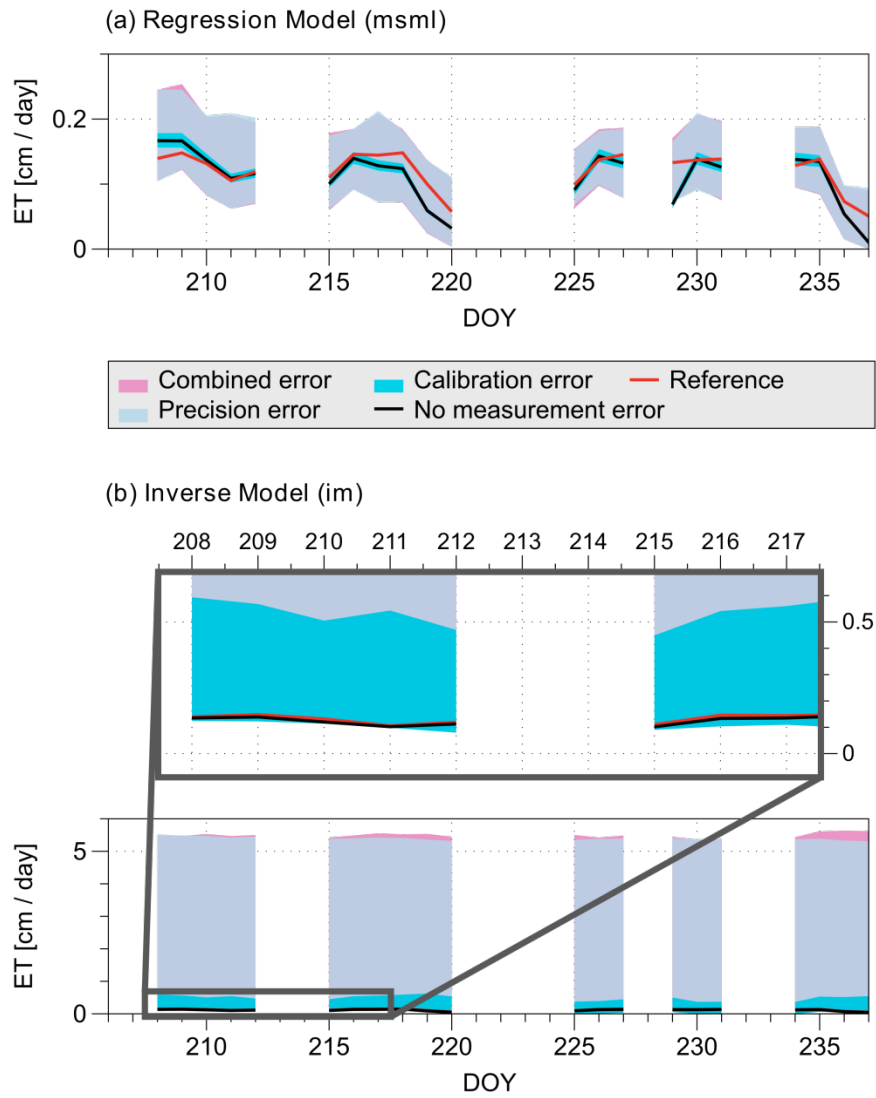 (a) Regression Model (msml)
0.2
0
ET [cm / day]
210 215 220 225 230 235
DOY
Combined error Calibration error Reference
Precision error No measurement error
(b) Inverse Model (im)
208 209 210 211 212 213 214 215 216 217
0.5
0
5
0
ET [cm / day]
210 215 220 225 230 235
DOY